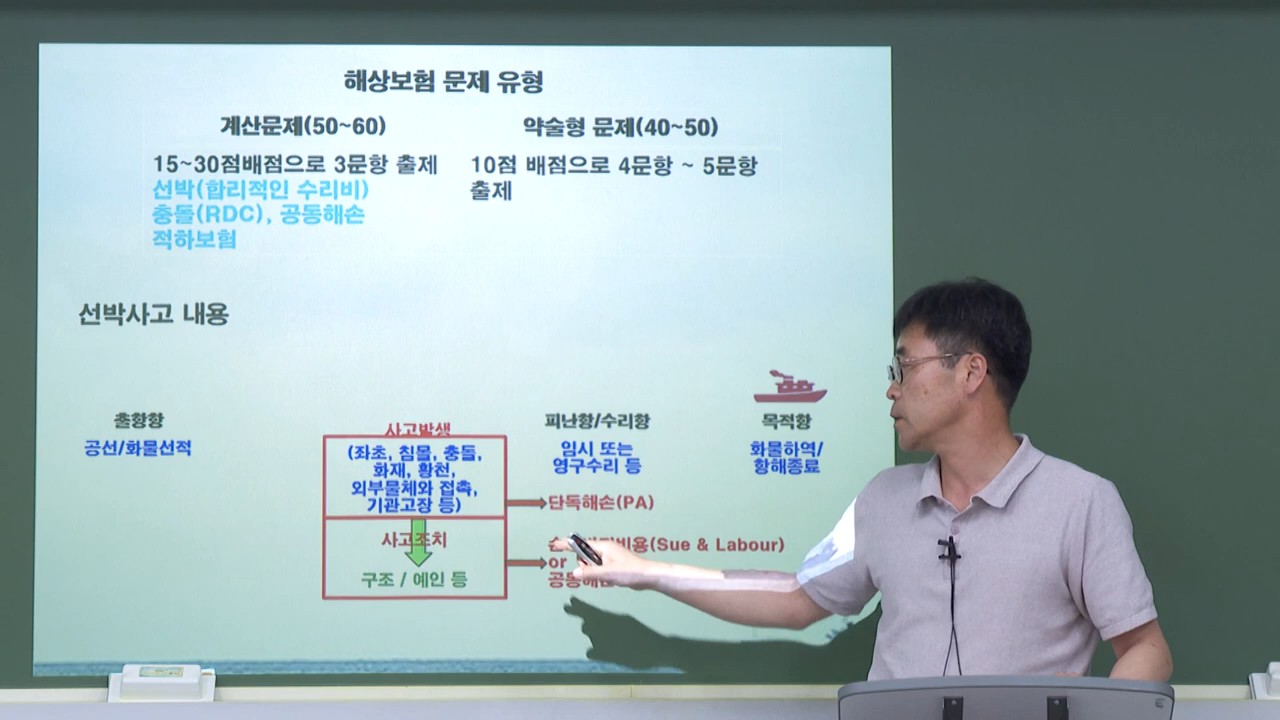 해상보험 문제 유형
계산문제(50~60)
약술형 문제(40~50)
15~30점배점으로 3문항 출제
선박(합리적인 수리비)
충돌(RDC), 공동해손
적하보험
10점 배점으로 4문항 ~ 5문항
출제
선박사고 내용
출항항
공선/화물선적
사고발생
(좌초, 침몰, 충돌,
화재, 황천,
외부물체와 접촉,
기관고장 등)
사고조치
구조 / 예인 등
피난항/수리항
임시 또는
영구수리 등
단독해손(PA)
(Sue & Labour)
or
목적항
화물하역/
항해종료